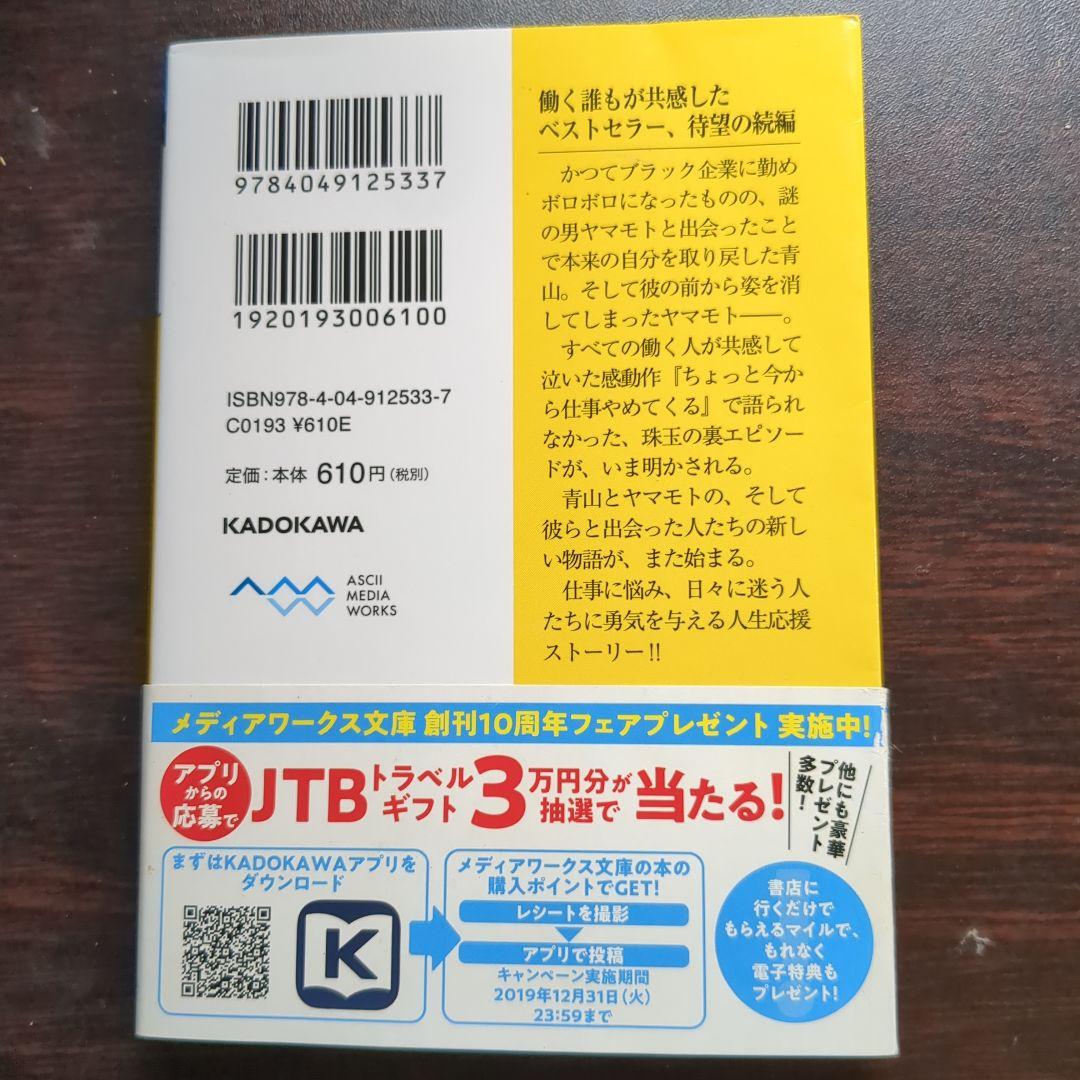 9784049125337
1920193006100
ISBN978-4-04-912533-7
C0193 ¥610E
定価:本体 610円(税別)
KADOKAWA
ASCII
MEDIA
WORKS
働く誰もが共感した
ベストセラー、待望の続編
かつてブラック企業に勤め
ボロボロになったものの、謎
の男ヤマモトと出会ったこと
で本来の自分を取り戻した青
山。そして彼の前から姿を消
してしまったヤマモト――。
すべての働く人が共感して
泣いた感動作『ちょっと今か
ら仕事やめてくる』で語られ
なかった、珠玉の裏エピソー
ドが、いま明かされる。
青山とヤマモトの、そして
彼らと出会った人たちの新し
い物語が、また始まる。
仕事に悩み、日々に迷う人
たちに勇気を与える人生応援
ストーリー!!
メディアワークス文庫 創刊10周年フェアプレゼント 実施中!
アプリ
からの
応募で
JTBトラベルギフト3万円分が抽選で当たる!
他にも豪華
プレゼント
多数!
まずはKADOKAWAアプリを
ダウンロード
K
メディアワークス文庫の本の
購入ポイントでGET!
レシートを撮影
アプリで投稿
キャンペーン実施期間
2019年12月31日(火)
23:59まで
書店に
行くだけで
もらえるマイルで、
もれなく
電子特典も
プレゼント!